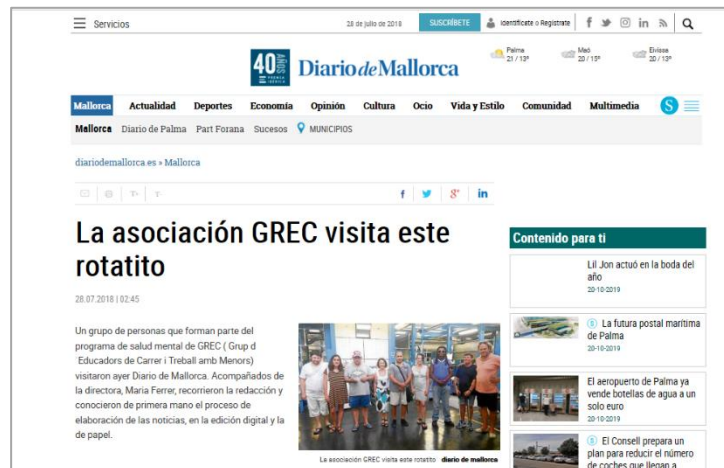 Servicios
28 de julio de 2018
SUSCRÍBETE
Identifícate o Regístrate
40 AÑOS
Diario de Mallorca
Palma
21 / 13º
Maó
20 / 15º
Eivissa
20 / 13º
Mallorca Actualidad Deportes Economía Opinión Cultura Ocio Vida y Estilo Comunidad Multimedia S
Mallorca Diario de Palma Part Forana Sucesos MUNICIPIOS
diariodemallorca.es » Mallorca
La asociación GREC visita este
rotatito
28.07.2018 | 02:45
Un grupo de personas que forman parte del
programa de salud mental de GREC ( Grup d
Educadors de Carrer i Treball amb Menors)
visitaron ayer Diario de Mallorca. Acompañados de
la directora, Maria Ferrer, recorrieron la redacción y
conocieron de primera mano el proceso de
elaboración de las noticias, en la edición digital y la
de papel.
La asociación GREC visita este rotatito diario de mallorca
Contenido para ti
Lil Jon actuó en la boda del
año
20-10-2019
S La futura postal marítima
de Palma
20-10-2019
El aeropuerto de Palma ya
vende botellas de agua a un
solo euro
20-10-2019
S El Consell prepara un
plan para reducir el número
de coches que llegan a